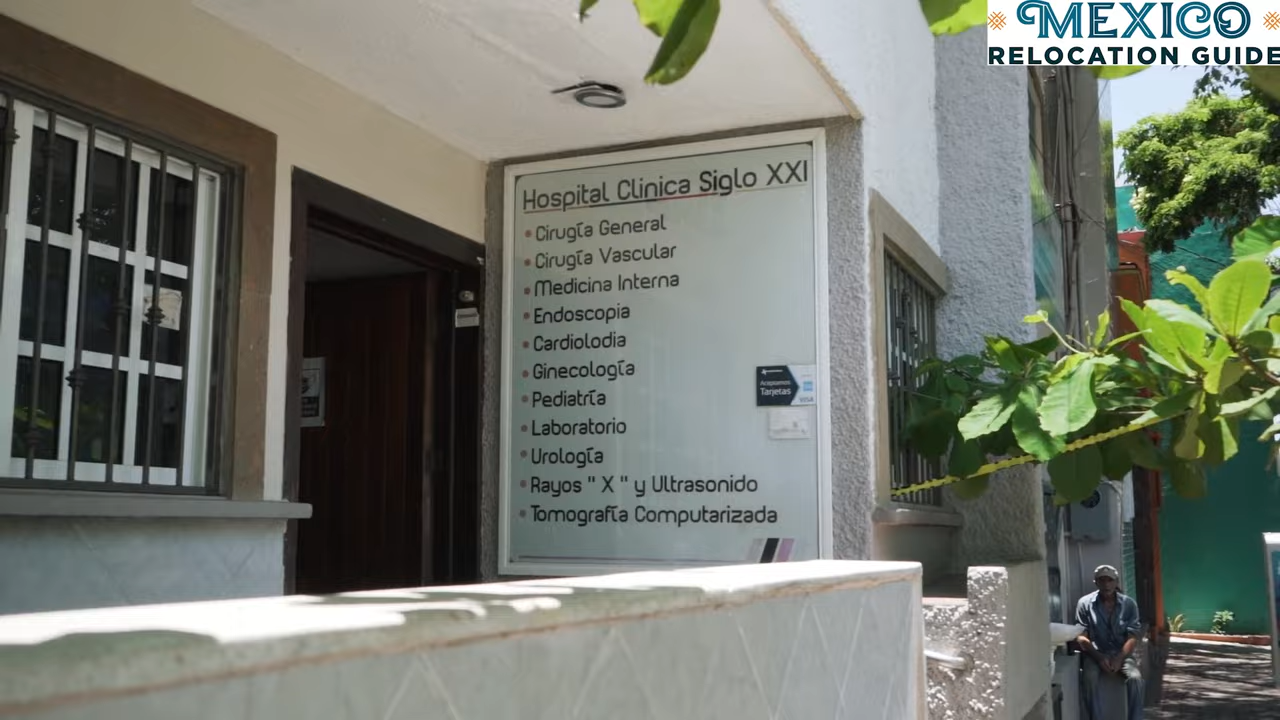 MEXICO
RELOCATION GUIDE
Hospital Clinica Siglo XXI
Cirugía General
Cirugía Vascular
Medicina Interna
Endoscopia
Cardiolodia
Ginecología
Pediatría
Laboratorio
Urología
Rayos " X " y Ultrasonido
Tomografía Computarizada
Aceptamos
Tarjetas
VISA